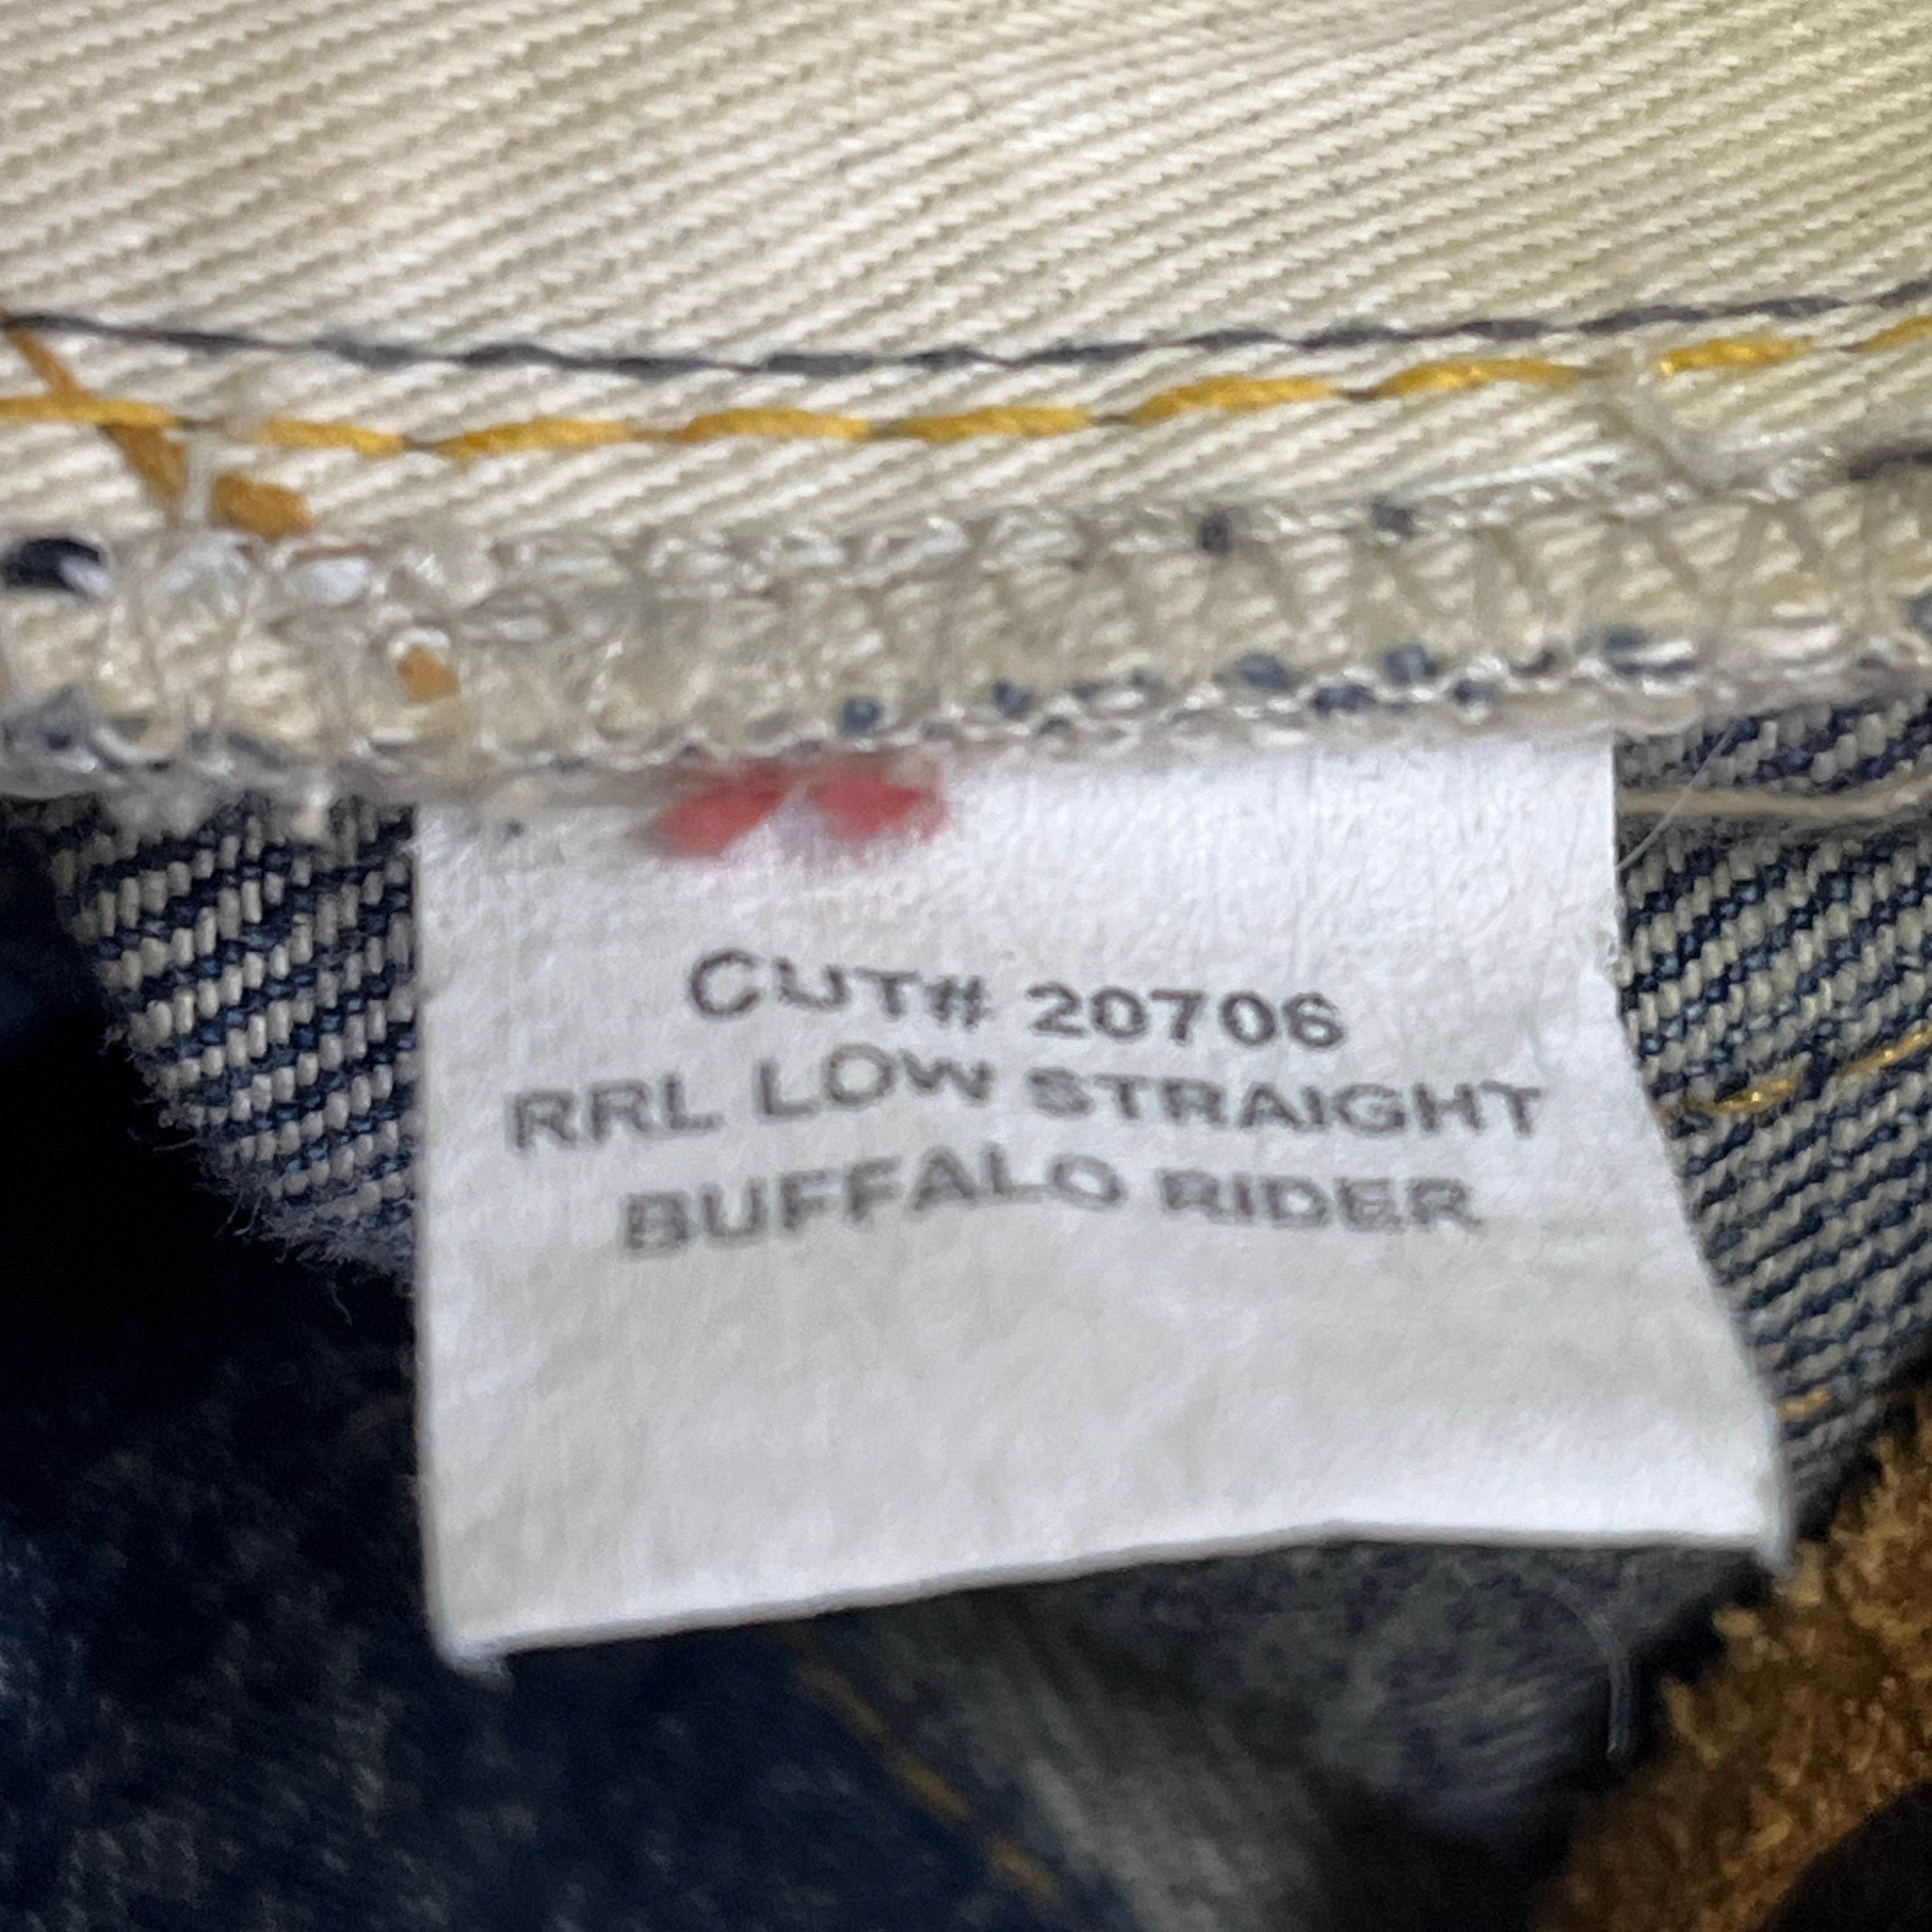 CUT# 20706
RRL LOW STRAIGHT
BUFFALO RIDER